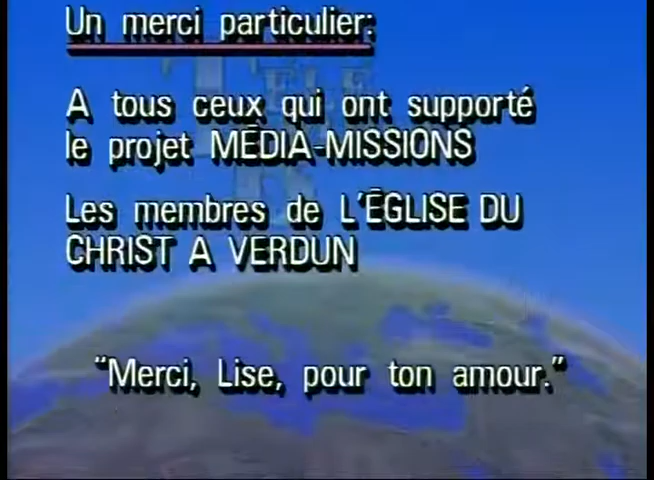 Un merci particulier:
A tous ceux qui ont supporté
le projet MÉDIA-MISSIONS
Les membres de L'ÉGLISE DU
CHRIST A VERDUN
"Merci, Lise, pour ton amour."